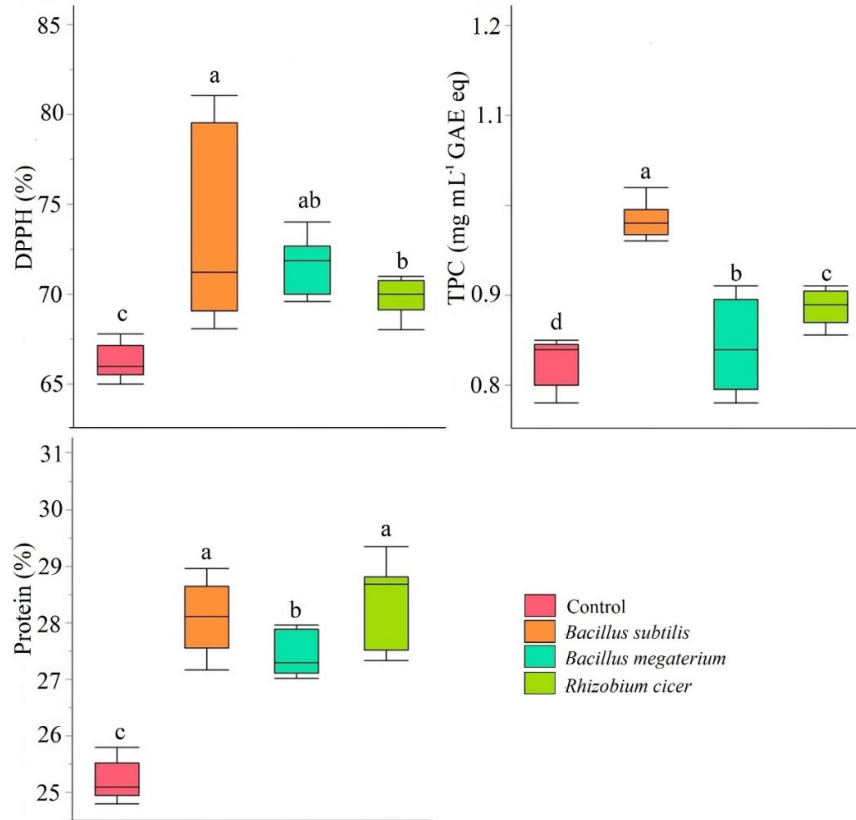 DPPH (%)
85
80
75
70
65
c
a
ab
b
TPC (mg mL⁻¹ GAE eq)
1.2
1.1
0.9
0.8
d
a
b
c
Protein (%)
31
30
29
28
27
26
25
c
a
b
a
Control
Bacillus subtilis
Bacillus megaterium
Rhizobium cicer